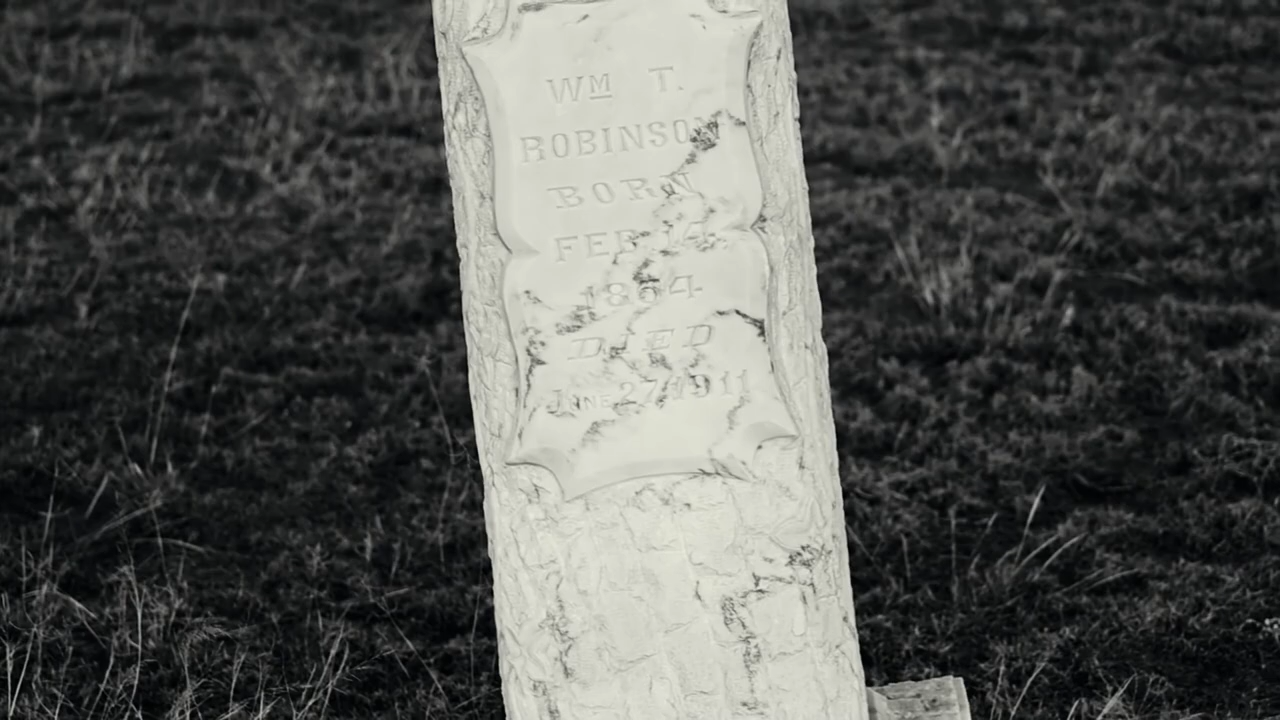 Wm T.
ROBINSON
BORN
FEB 14
1864
DIED
JUNE 27, 1911